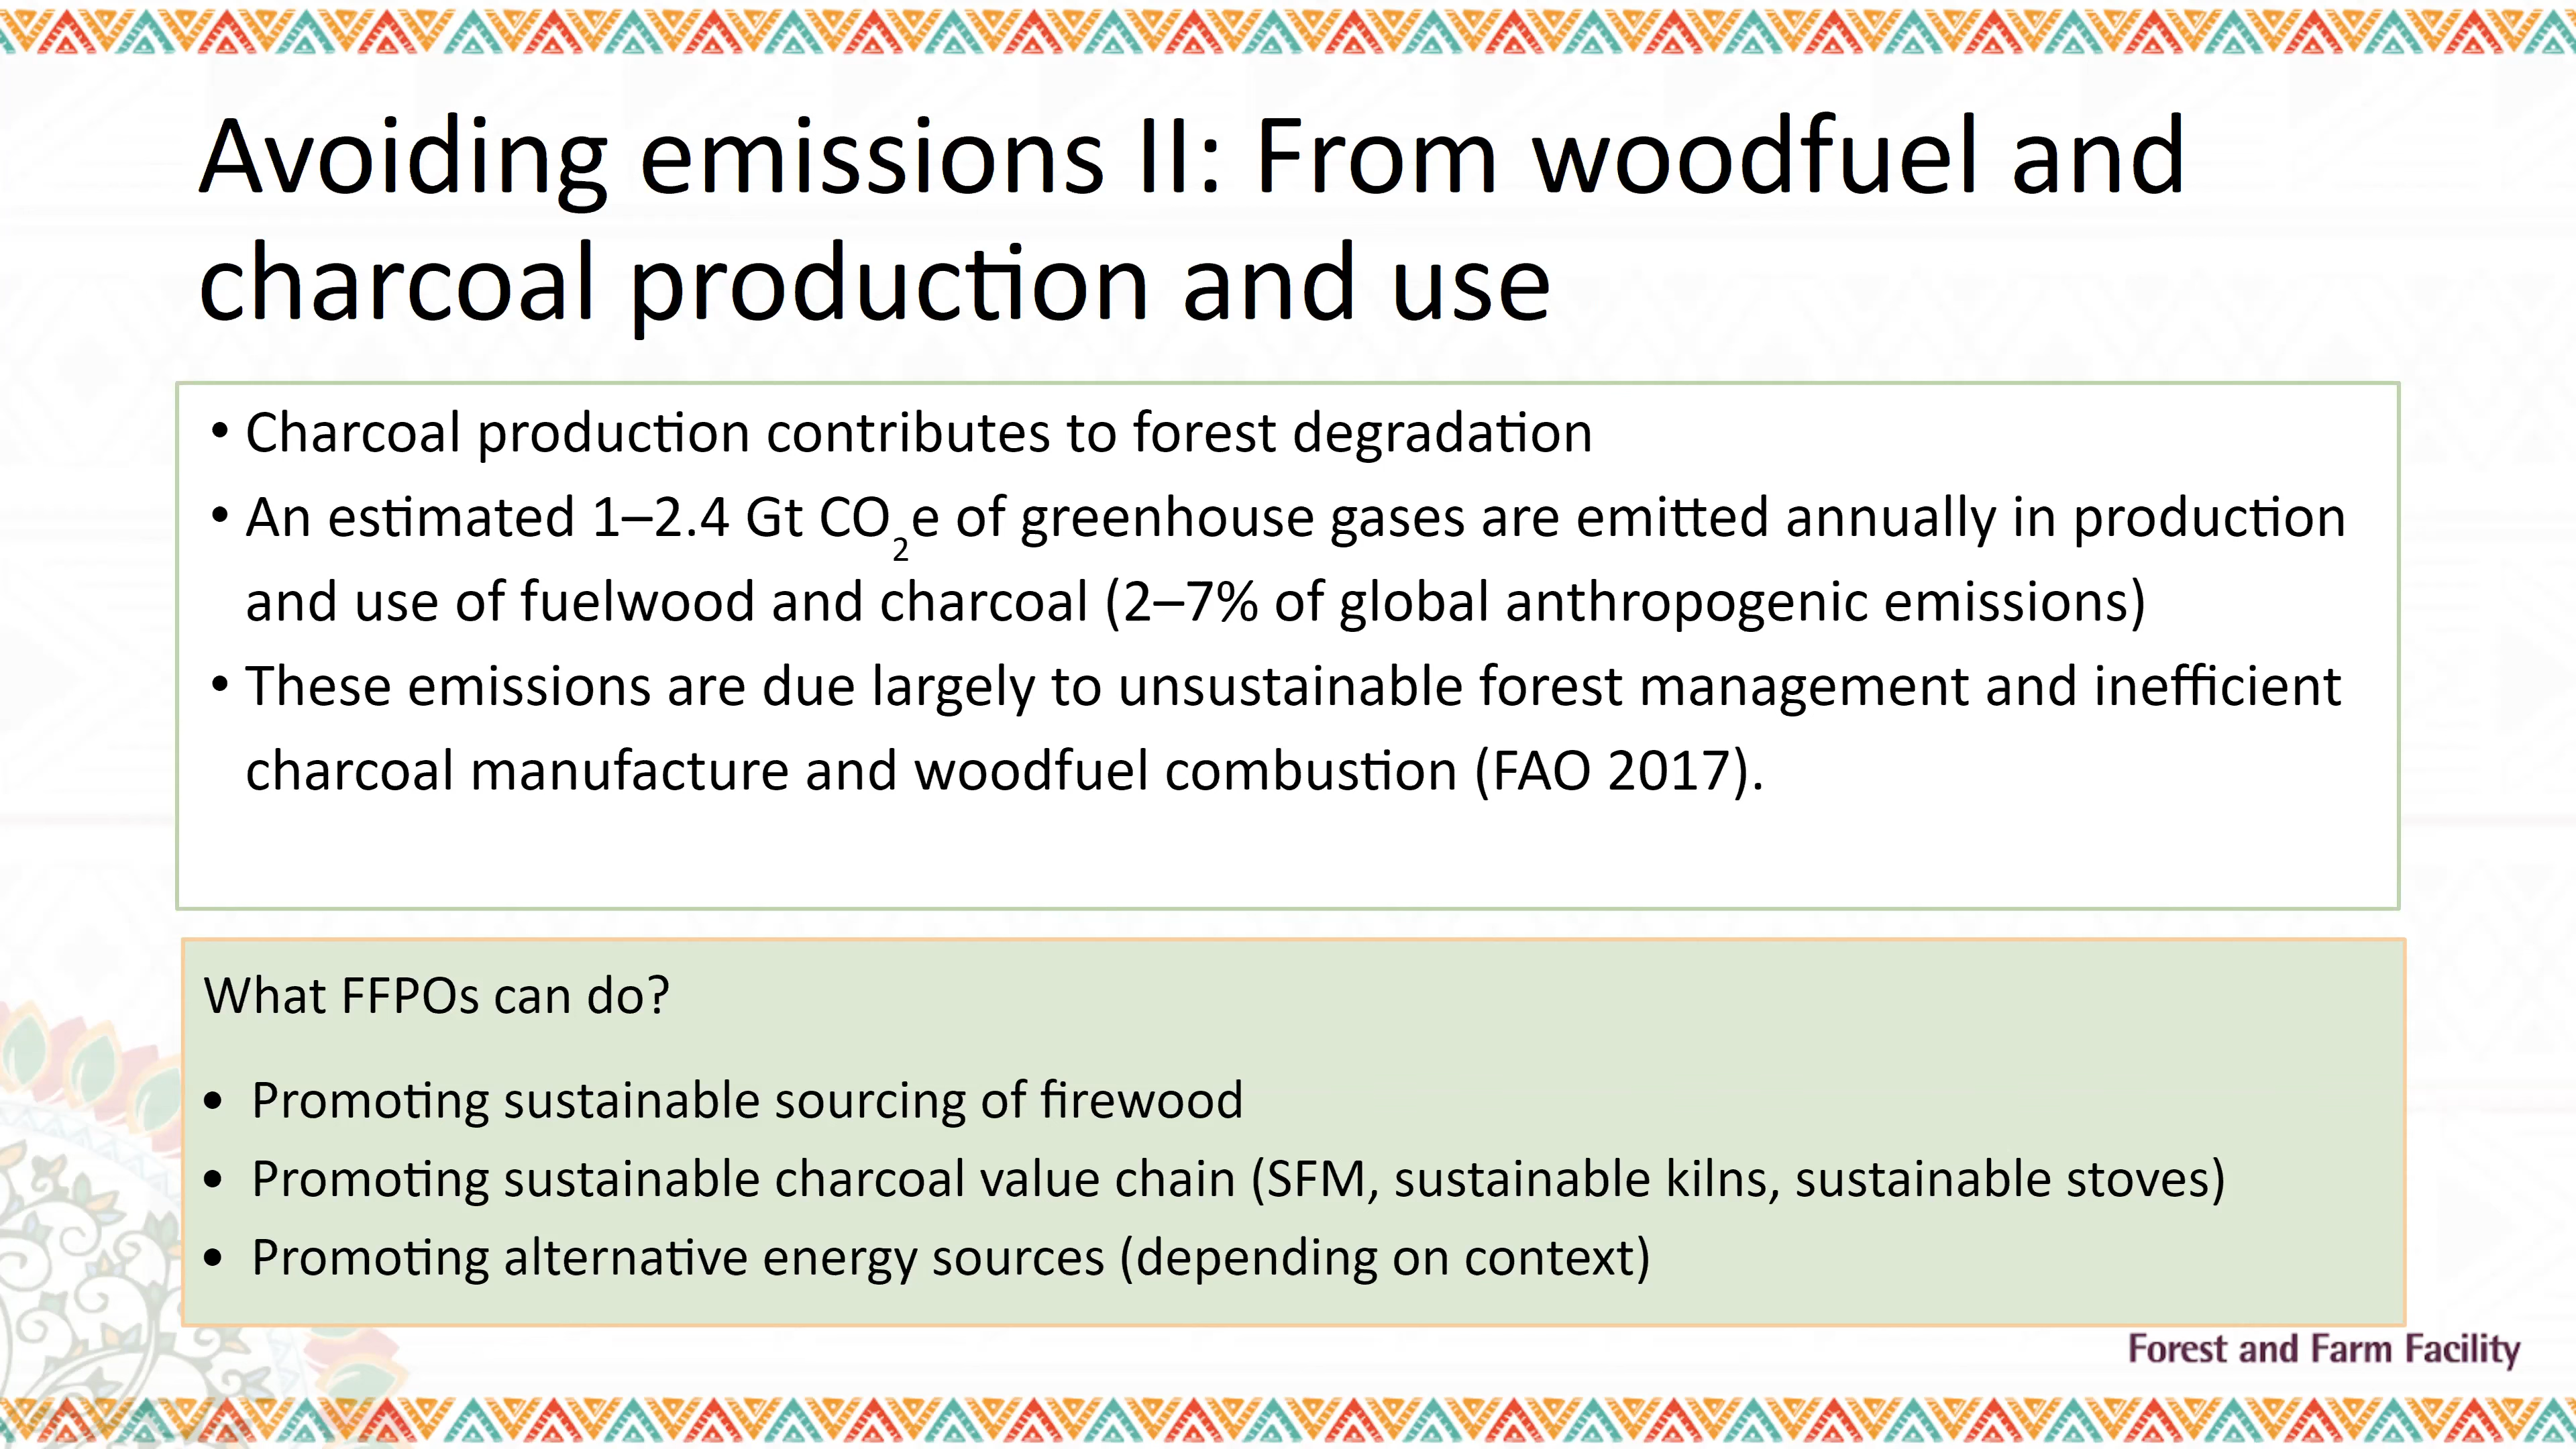 Avoiding emissions II: From woodfuel and
charcoal production and use
• Charcoal production contributes to forest degradation
• An estimated 1–2.4 Gt CO₂e of greenhouse gases are emitted annually in production
and use of fuelwood and charcoal (2–7% of global anthropogenic emissions)
• These emissions are due largely to unsustainable forest management and inefficient
charcoal manufacture and woodfuel combustion (FAO 2017).
What FFPOs can do?
• Promoting sustainable sourcing of firewood
• Promoting sustainable charcoal value chain (SFM, sustainable kilns, sustainable stoves)
• Promoting alternative energy sources (depending on context)
Forest and Farm Facility